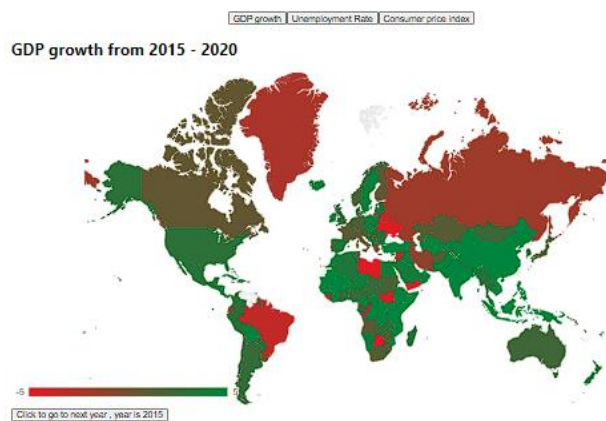 GDP growth Unemployment Rate Consumer price index
GDP growth from 2015 - 2020
-5 5
Click to go to next year , year is 2015